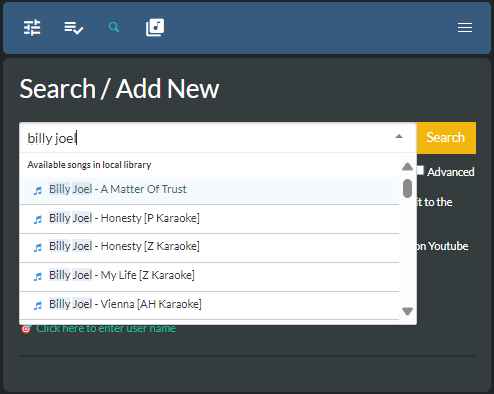 Search / Add New
billy joel
Search
Available songs in local library
Advanced
Billy Joel - A Matter Of Trust
it to the
Billy Joel - Honesty [P Karaoke]
Billy Joel - Honesty [Z Karaoke]
on Youtube
Billy Joel - My Life [Z Karaoke]
Billy Joel - Vienna [AH Karaoke]
Click here to enter user name